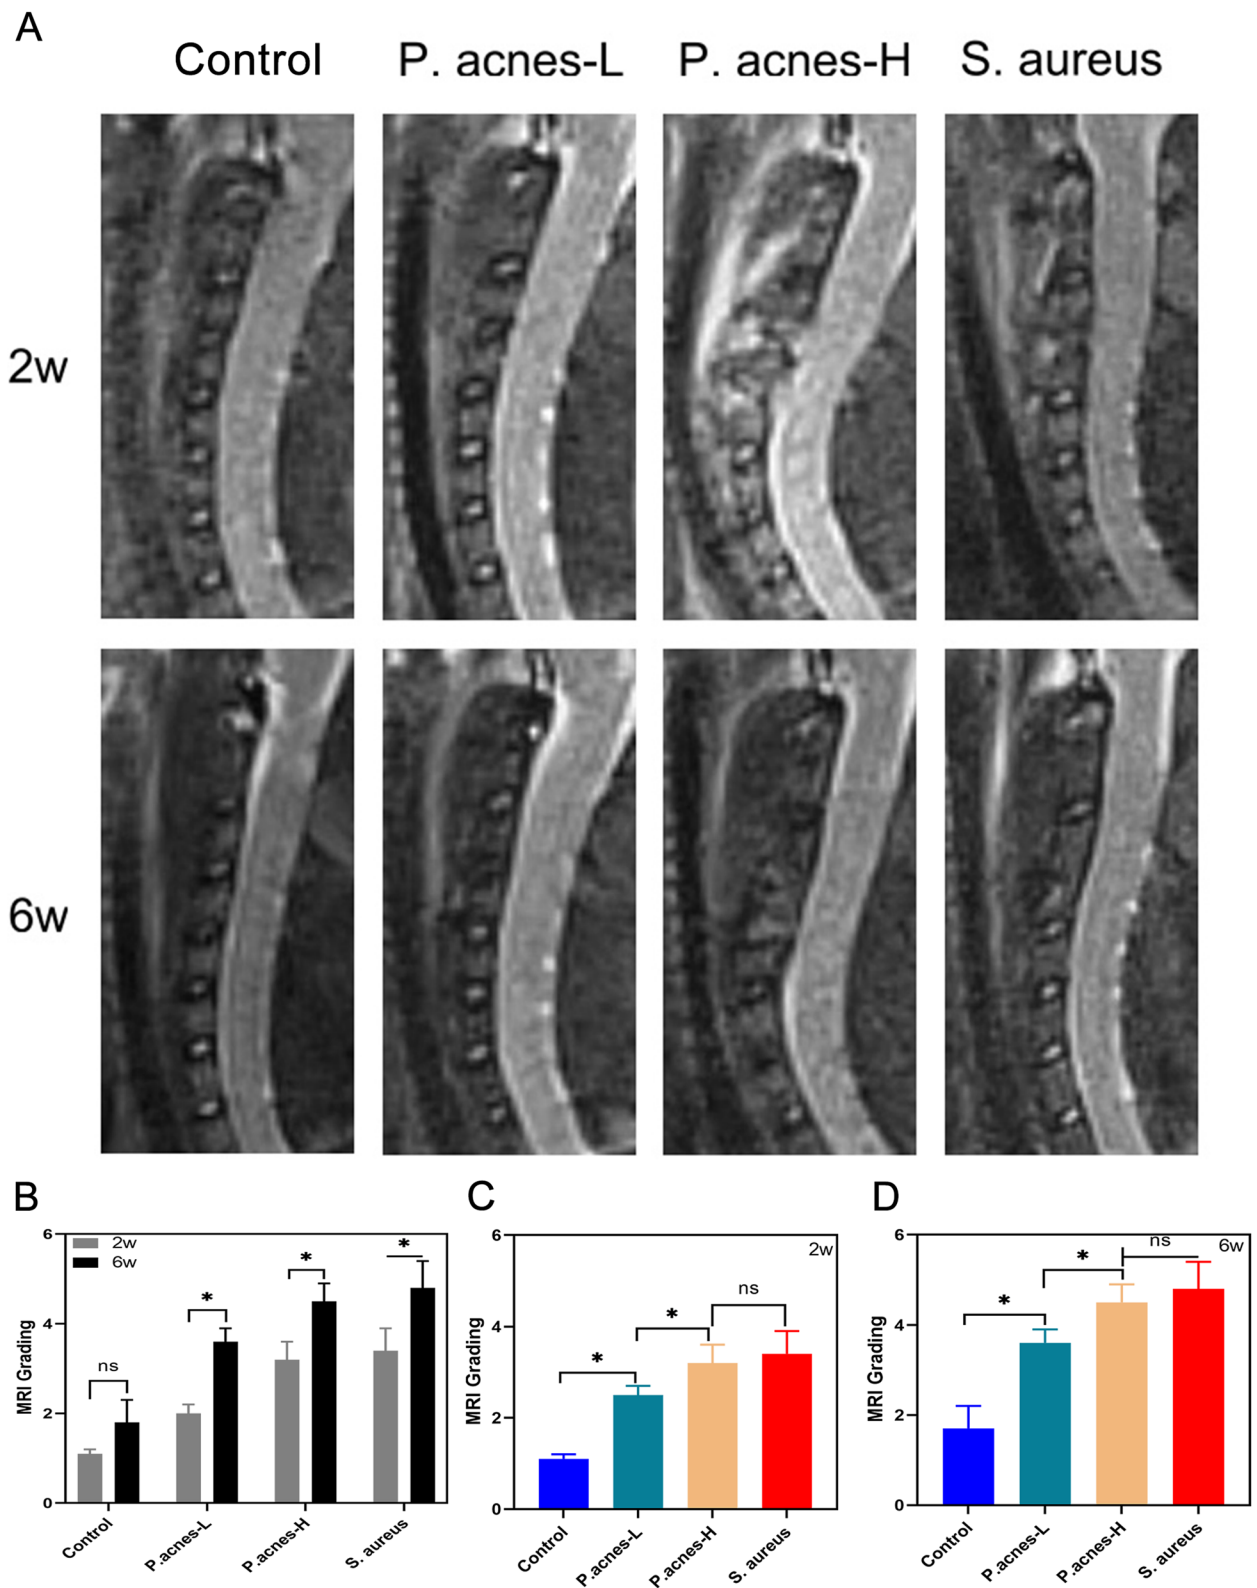 A
Control P. acnes-L P. acnes-H S. aureus
2w
6w
B
MRI Grading
6
4
2
0
2w
6w
ns
*
*
*
Control P.acnes-L P.acnes-H S. aureus
C
MRI Grading
6
4
2
0
2w
*
*
ns
Control P.acnes-L P.acnes-H S. aureus
D
MRI Grading
6
4
2
0
6w
*
*
ns
Control P.acnes-L P.acnes-H S. aureus